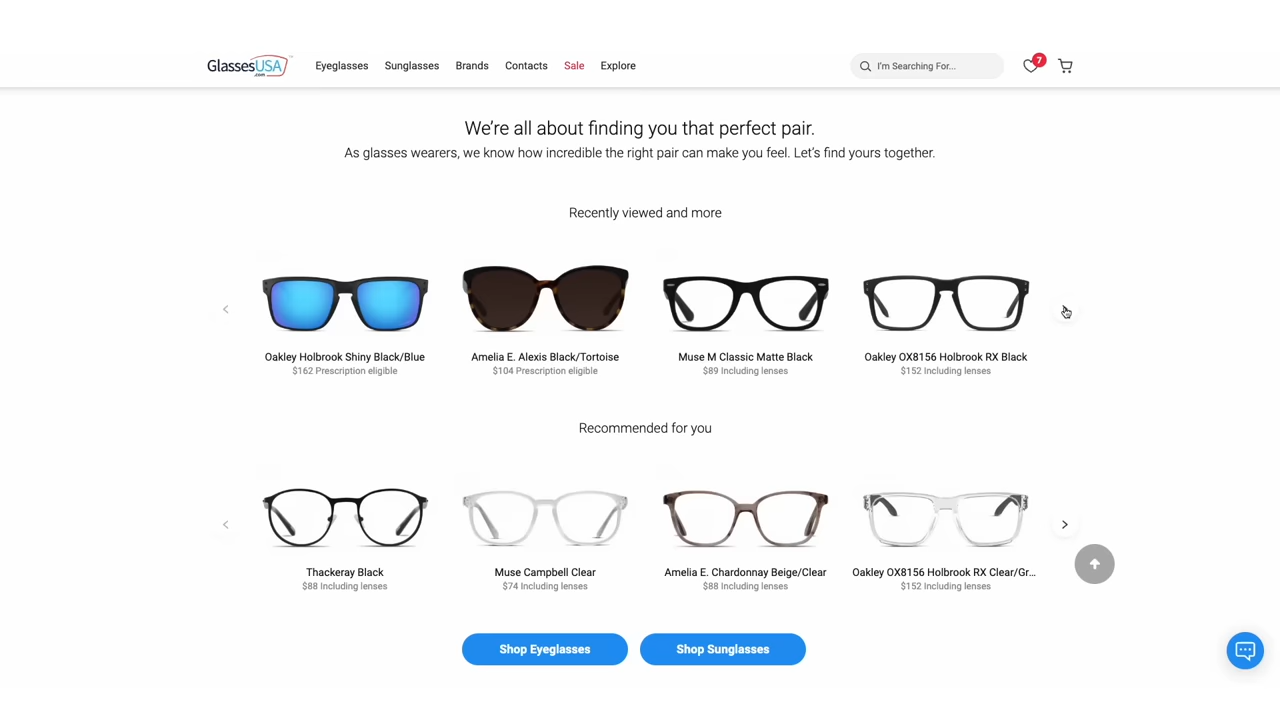 GlassesUSA.com Eyeglasses Sunglasses Brands Contacts Sale Explore I'm Searching For... 7
We're all about finding you that perfect pair.
As glasses wearers, we know how incredible the right pair can make you feel. Let's find yours together.
Recently viewed and more
Oakley Holbrook Shiny Black/Blue
$162 Prescription eligible
Amelia E. Alexis Black/Tortoise
$104 Prescription eligible
Muse M Classic Matte Black
$89 Including lenses
Oakley OX8156 Holbrook RX Black
$152 Including lenses
Recommended for you
Thackeray Black
$88 Including lenses
Muse Campbell Clear
$74 Including lenses
Amelia E. Chardonnay Beige/Clear
$88 Including lenses
Oakley OX8156 Holbrook RX Clear/Gr...
$152 Including lenses
Shop Eyeglasses
Shop Sunglasses